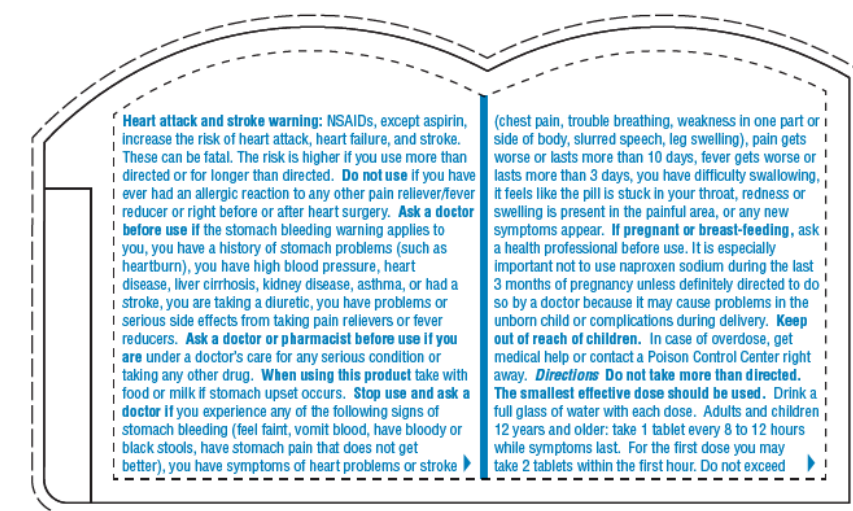 Heart attack and stroke warning: NSAIDs, except aspirin,
increase the risk of heart attack, heart failure, and stroke.
These can be fatal. The risk is higher if you use more than
directed or for longer than directed. Do not use if you have
ever had an allergic reaction to any other pain reliever/fever
reducer or right before or after heart surgery. Ask a doctor
before use if the stomach bleeding warning applies to
you, you have a history of stomach problems (such as
heartburn), you have high blood pressure, heart
disease, liver cirrhosis, kidney disease, asthma, or had a
stroke, you are taking a diuretic, you have problems or
serious side effects from taking pain relievers or fever
reducers. Ask a doctor or pharmacist before use if you
are under a doctor's care for any serious condition or
taking any other drug. When using this product take with
food or milk if stomach upset occurs. Stop use and ask a
doctor if you experience any of the following signs of
stomach bleeding (feel faint, vomit blood, have bloody or
black stools, have stomach pain that does not get
better), you have symptoms of heart problems or stroke
(chest pain, trouble breathing, weakness in one part or
side of body, slurred speech, leg swelling), pain gets
worse or lasts more than 10 days, fever gets worse or
lasts more than 3 days, you have difficulty swallowing,
it feels like the pill is stuck in your throat, redness or
swelling is present in the painful area, or any new
symptoms appear. If pregnant or breast-feeding, ask
a health professional before use. It is especially
important not to use naproxen sodium during the last
3 months of pregnancy unless definitely directed to do
so by a doctor because it may cause problems in the
unborn child or complications during delivery. Keep
out of reach of children. In case of overdose, get
medical help or contact a Poison Control Center right
away. Directions Do not take more than directed.
The smallest effective dose should be used. Drink a
full glass of water with each dose. Adults and children
12 years and older: take 1 tablet every 8 to 12 hours
while symptoms last. For the first dose you may
take 2 tablets within the first hour. Do not exceed